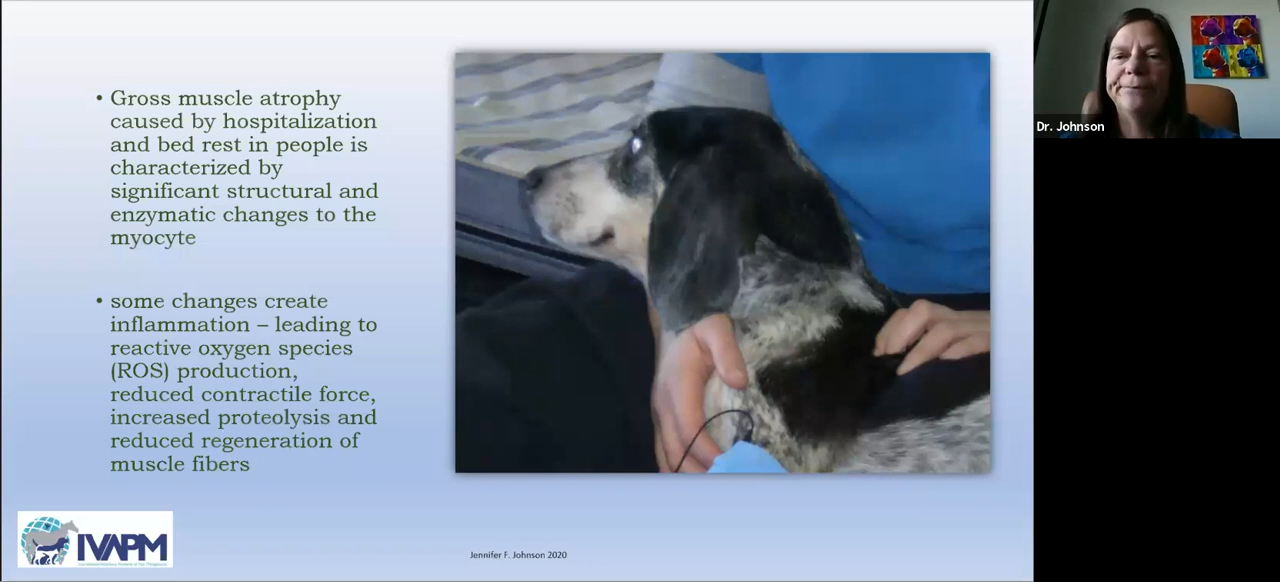 • Gross muscle atrophy
caused by hospitalization
and bed rest in people is
characterized by
significant structural and
enzymatic changes to the
myocyte
• some changes create
inflammation – leading to
reactive oxygen species
(ROS) production,
reduced contractile force,
increased proteolysis and
reduced regeneration of
muscle fibers
IVAPM
Jennifer F. Johnson 2020
Dr. Johnson